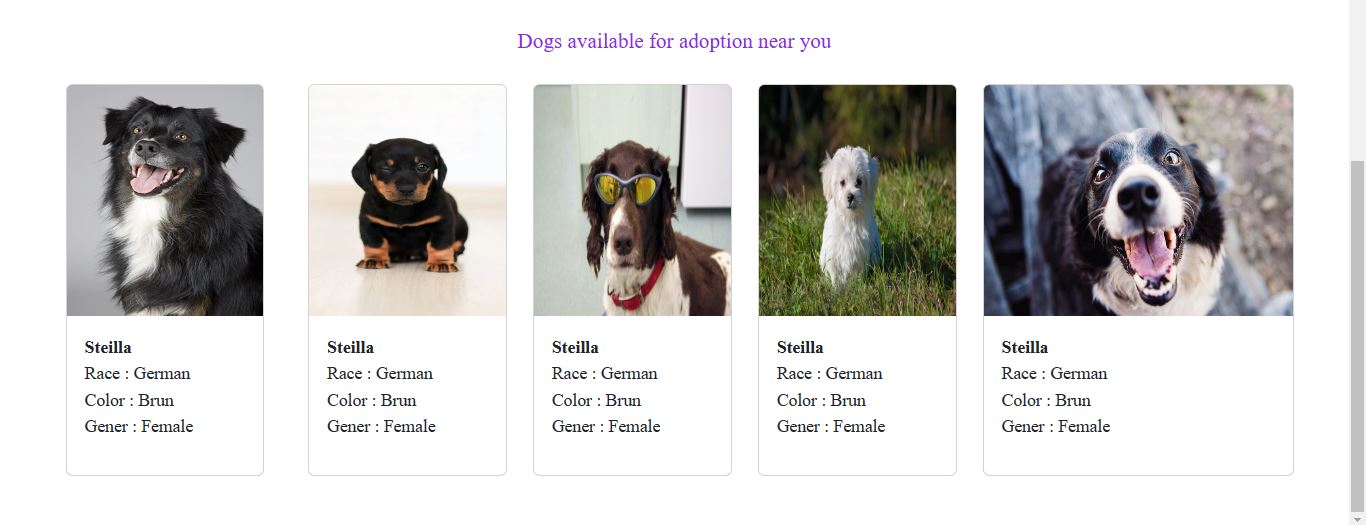 Dogs available for adoption near you
Steilla
Race : German
Color : Brun
Gener : Female
Steilla
Race : German
Color : Brun
Gener : Female
Steilla
Race : German
Color : Brun
Gener : Female
Steilla
Race : German
Color : Brun
Gener : Female
Steilla
Race : German
Color : Brun
Gener : Female